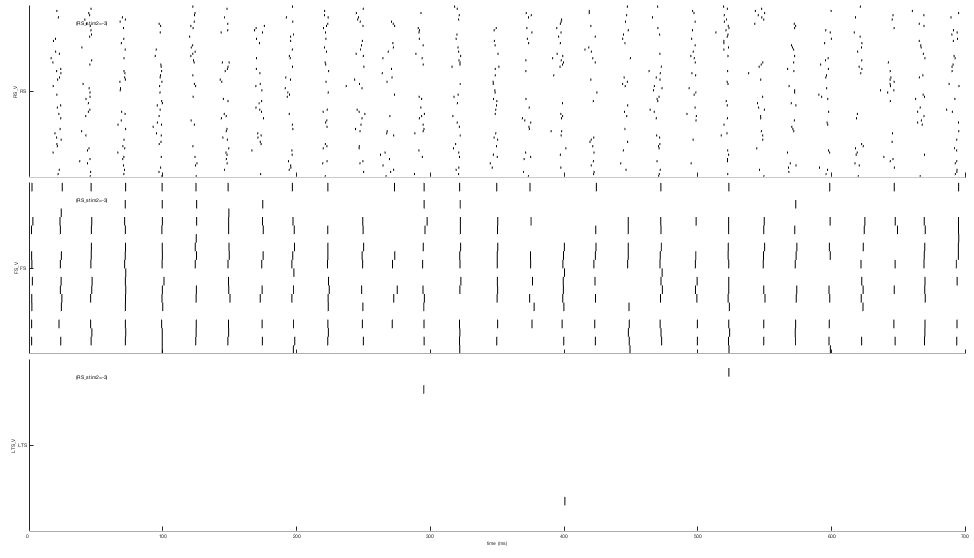 (RS_stim2=-3)
RS_V
RS
(RS_stim2=-3)
FS_V
FS
(RS_stim2=-3)
LTS_V
LTS
0 100 200 300 400 500 600 700
time (ms)